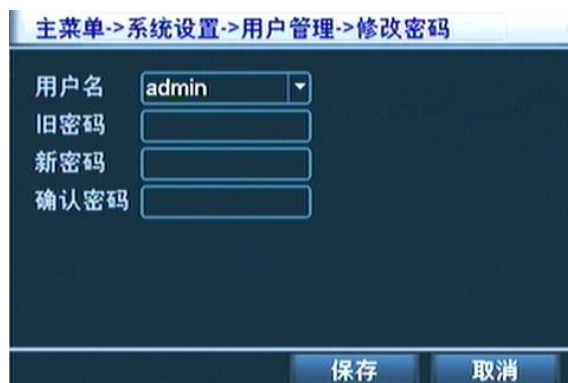 主菜单->系统设置->用户管理->修改密码
用户名 admin
旧密码
新密码
确认密码
保存 取消